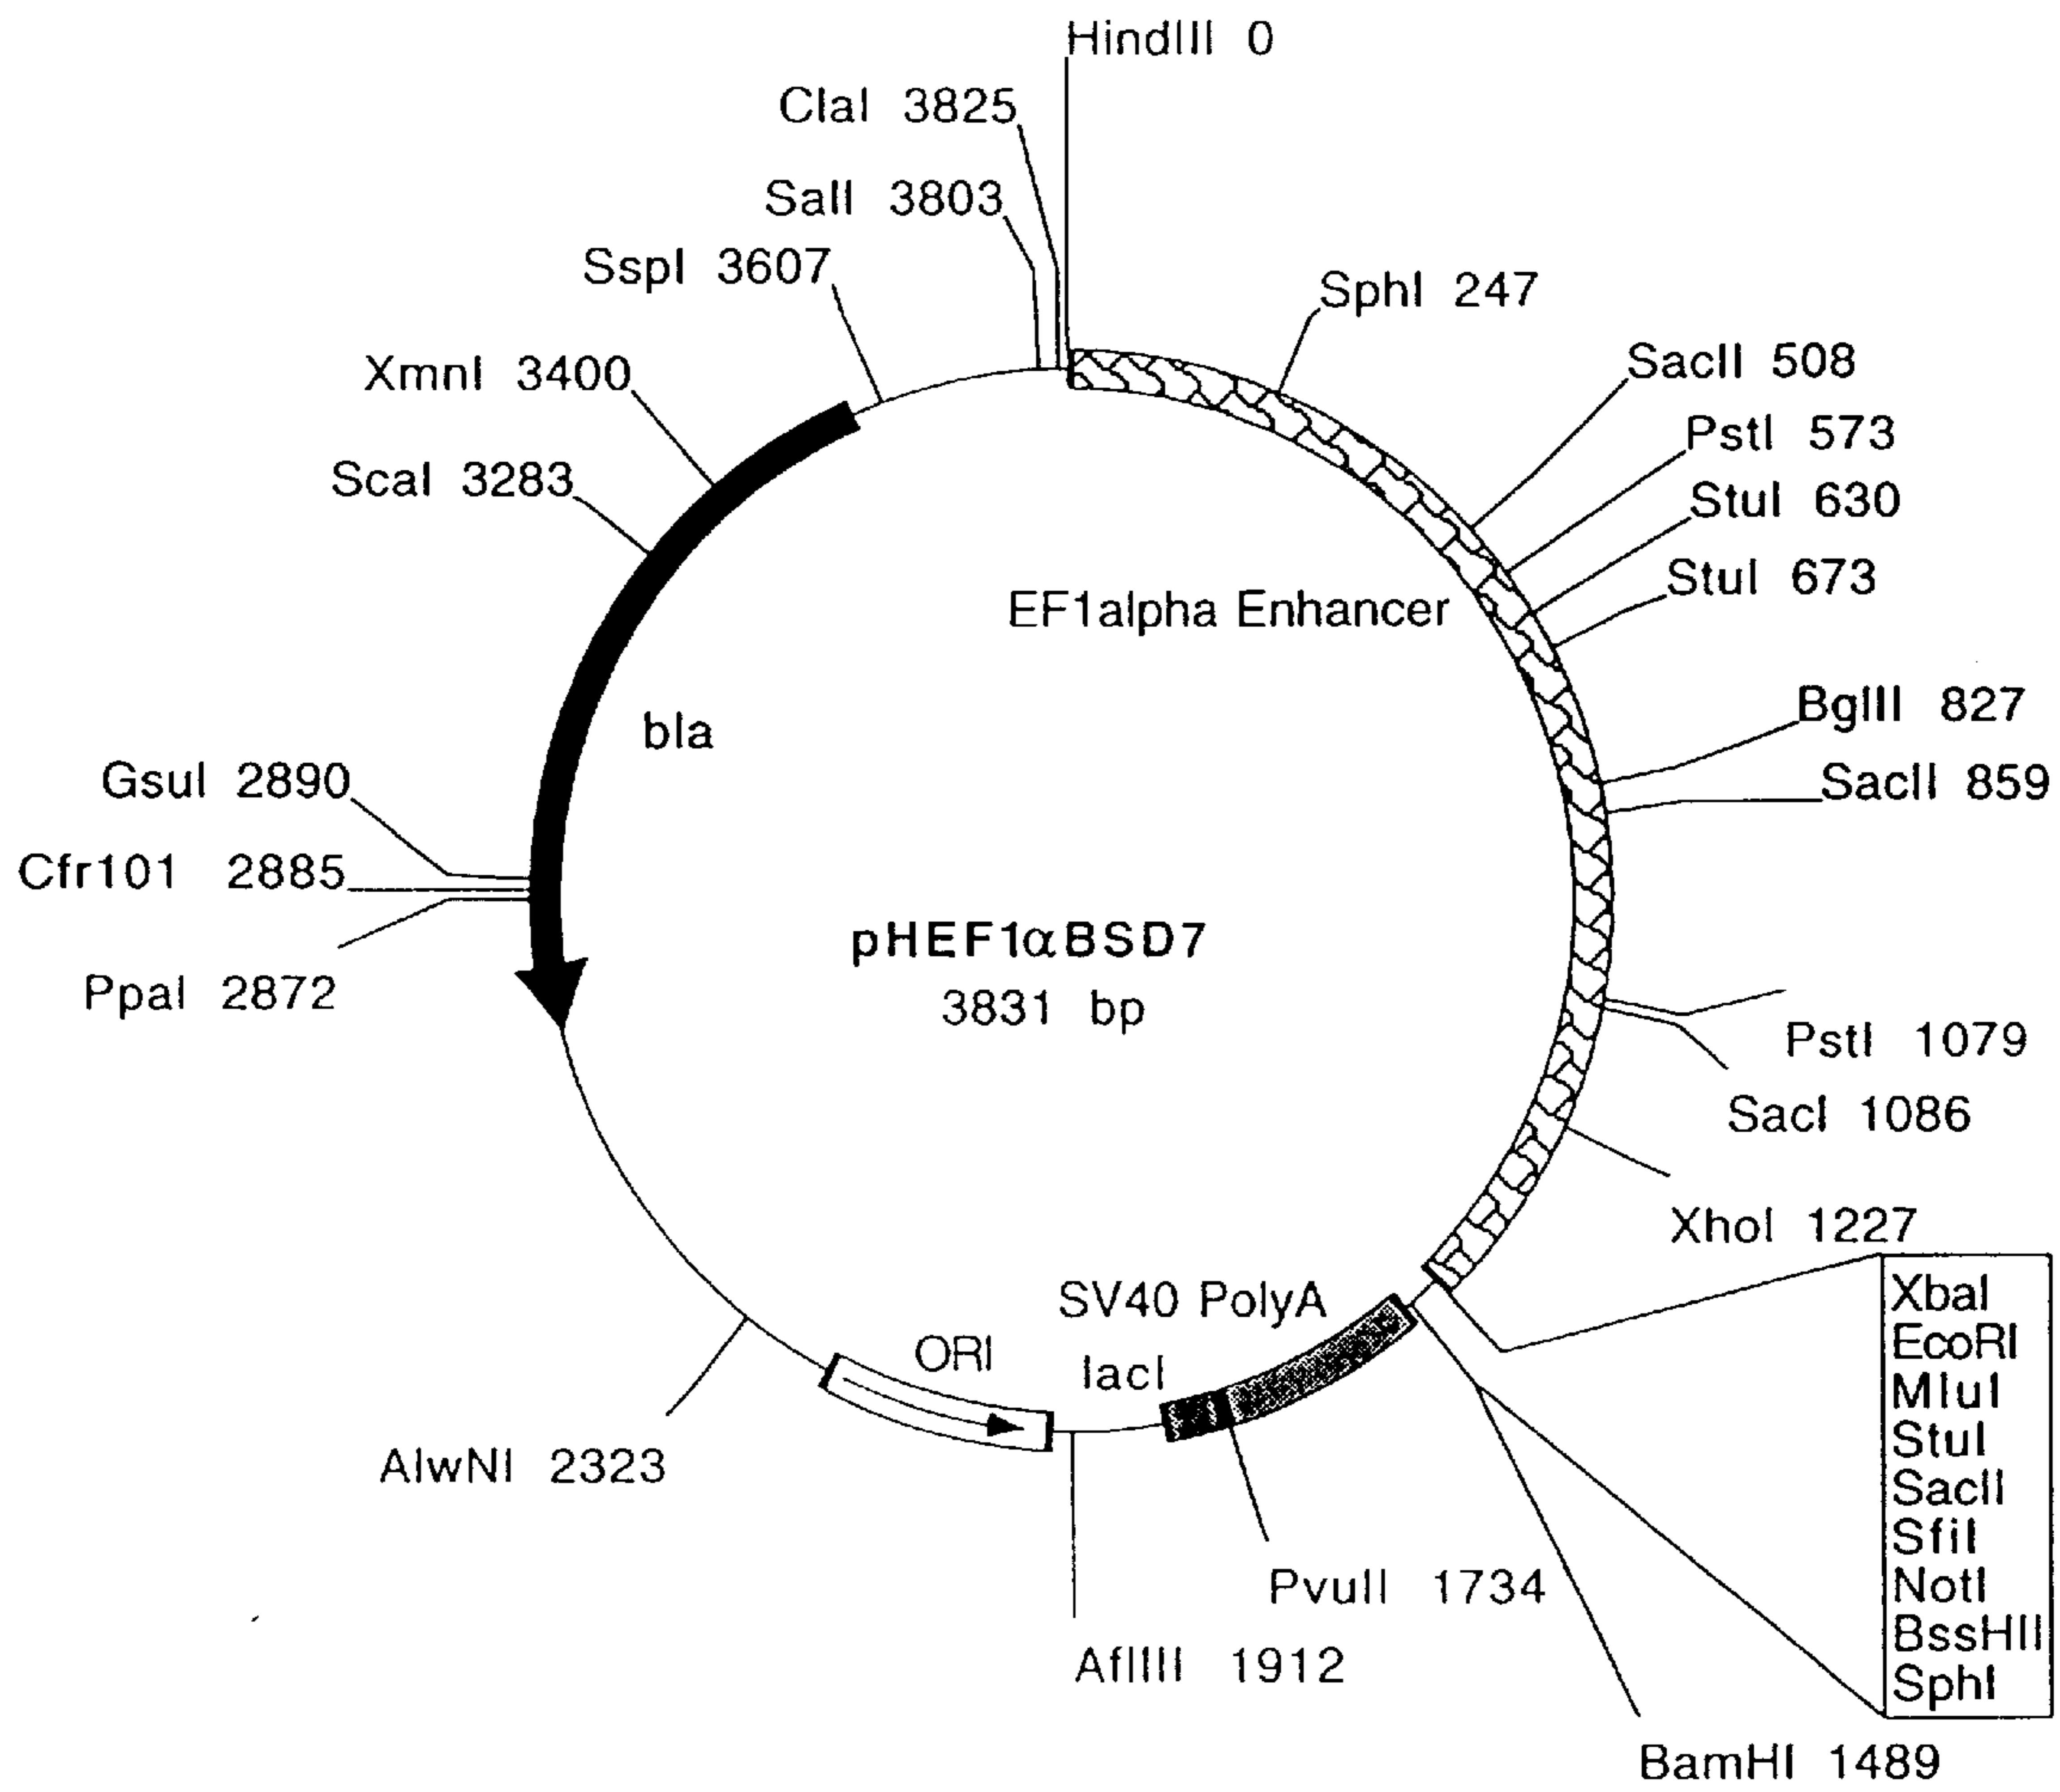 HindIII 0
ClaI 3825
SalI 3803
SspI 3607
SphI 247
XmnI 3400
SacII 508
PstI 573
ScaI 3283
StuI 630
StuI 673
EF1alpha Enhancer
BglII 827
bla
GsuI 2890
SacII 859
Cfr101 2885
pHEF1αBSD7
PpaI 2872
3831 bp
PstI 1079
SacI 1086
XhoI 1227
SV40 PolyA
XbaI
EcoRI
ORI
lacI
MluI
StuI
AlwNI 2323
SacII
SfiI
NotI
PvuII 1734
BssHII
AflIII 1912
SphI
BamHI 1489